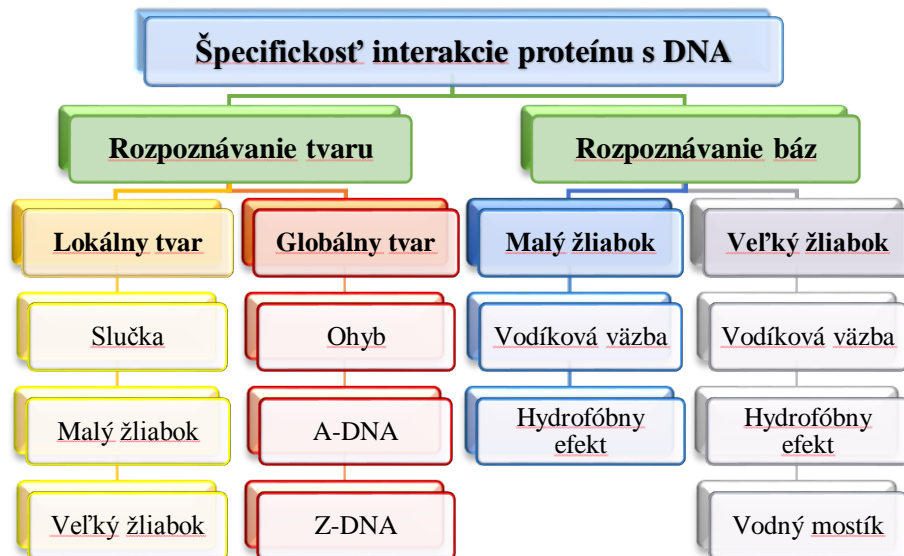 Špecifickosť interakcie proteínu s DNA
Rozpoznávanie tvaru
Rozpoznávanie báz
Lokálny tvar
Globálny tvar
Malý žliabok
Veľký žliabok
Slučka
Ohyb
Vodíková väzba
Vodíková väzba
Malý žliabok
A-DNA
Hydrofóbny
efekt
Hydrofóbny
efekt
Veľký žliabok
Z-DNA
Vodný mostík